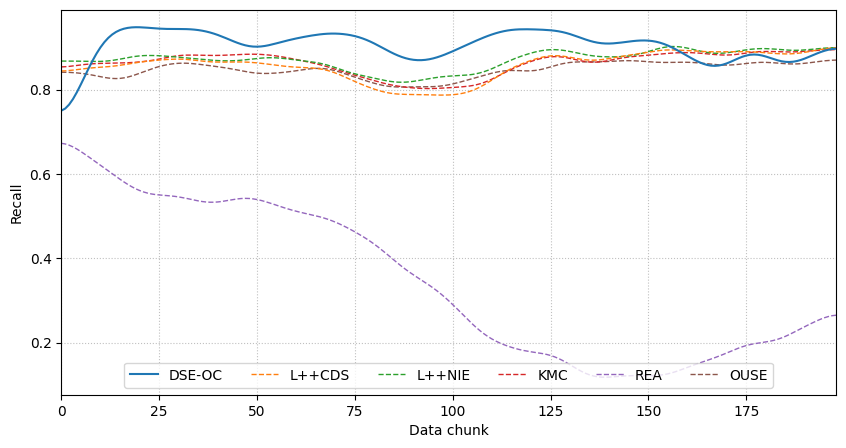 Recall
0.8
0.6
0.4
0.2
DSE-OC L++CDS L++NIE KMC REA OUSE
0 25 50 75 100 125 150 175
Data chunk